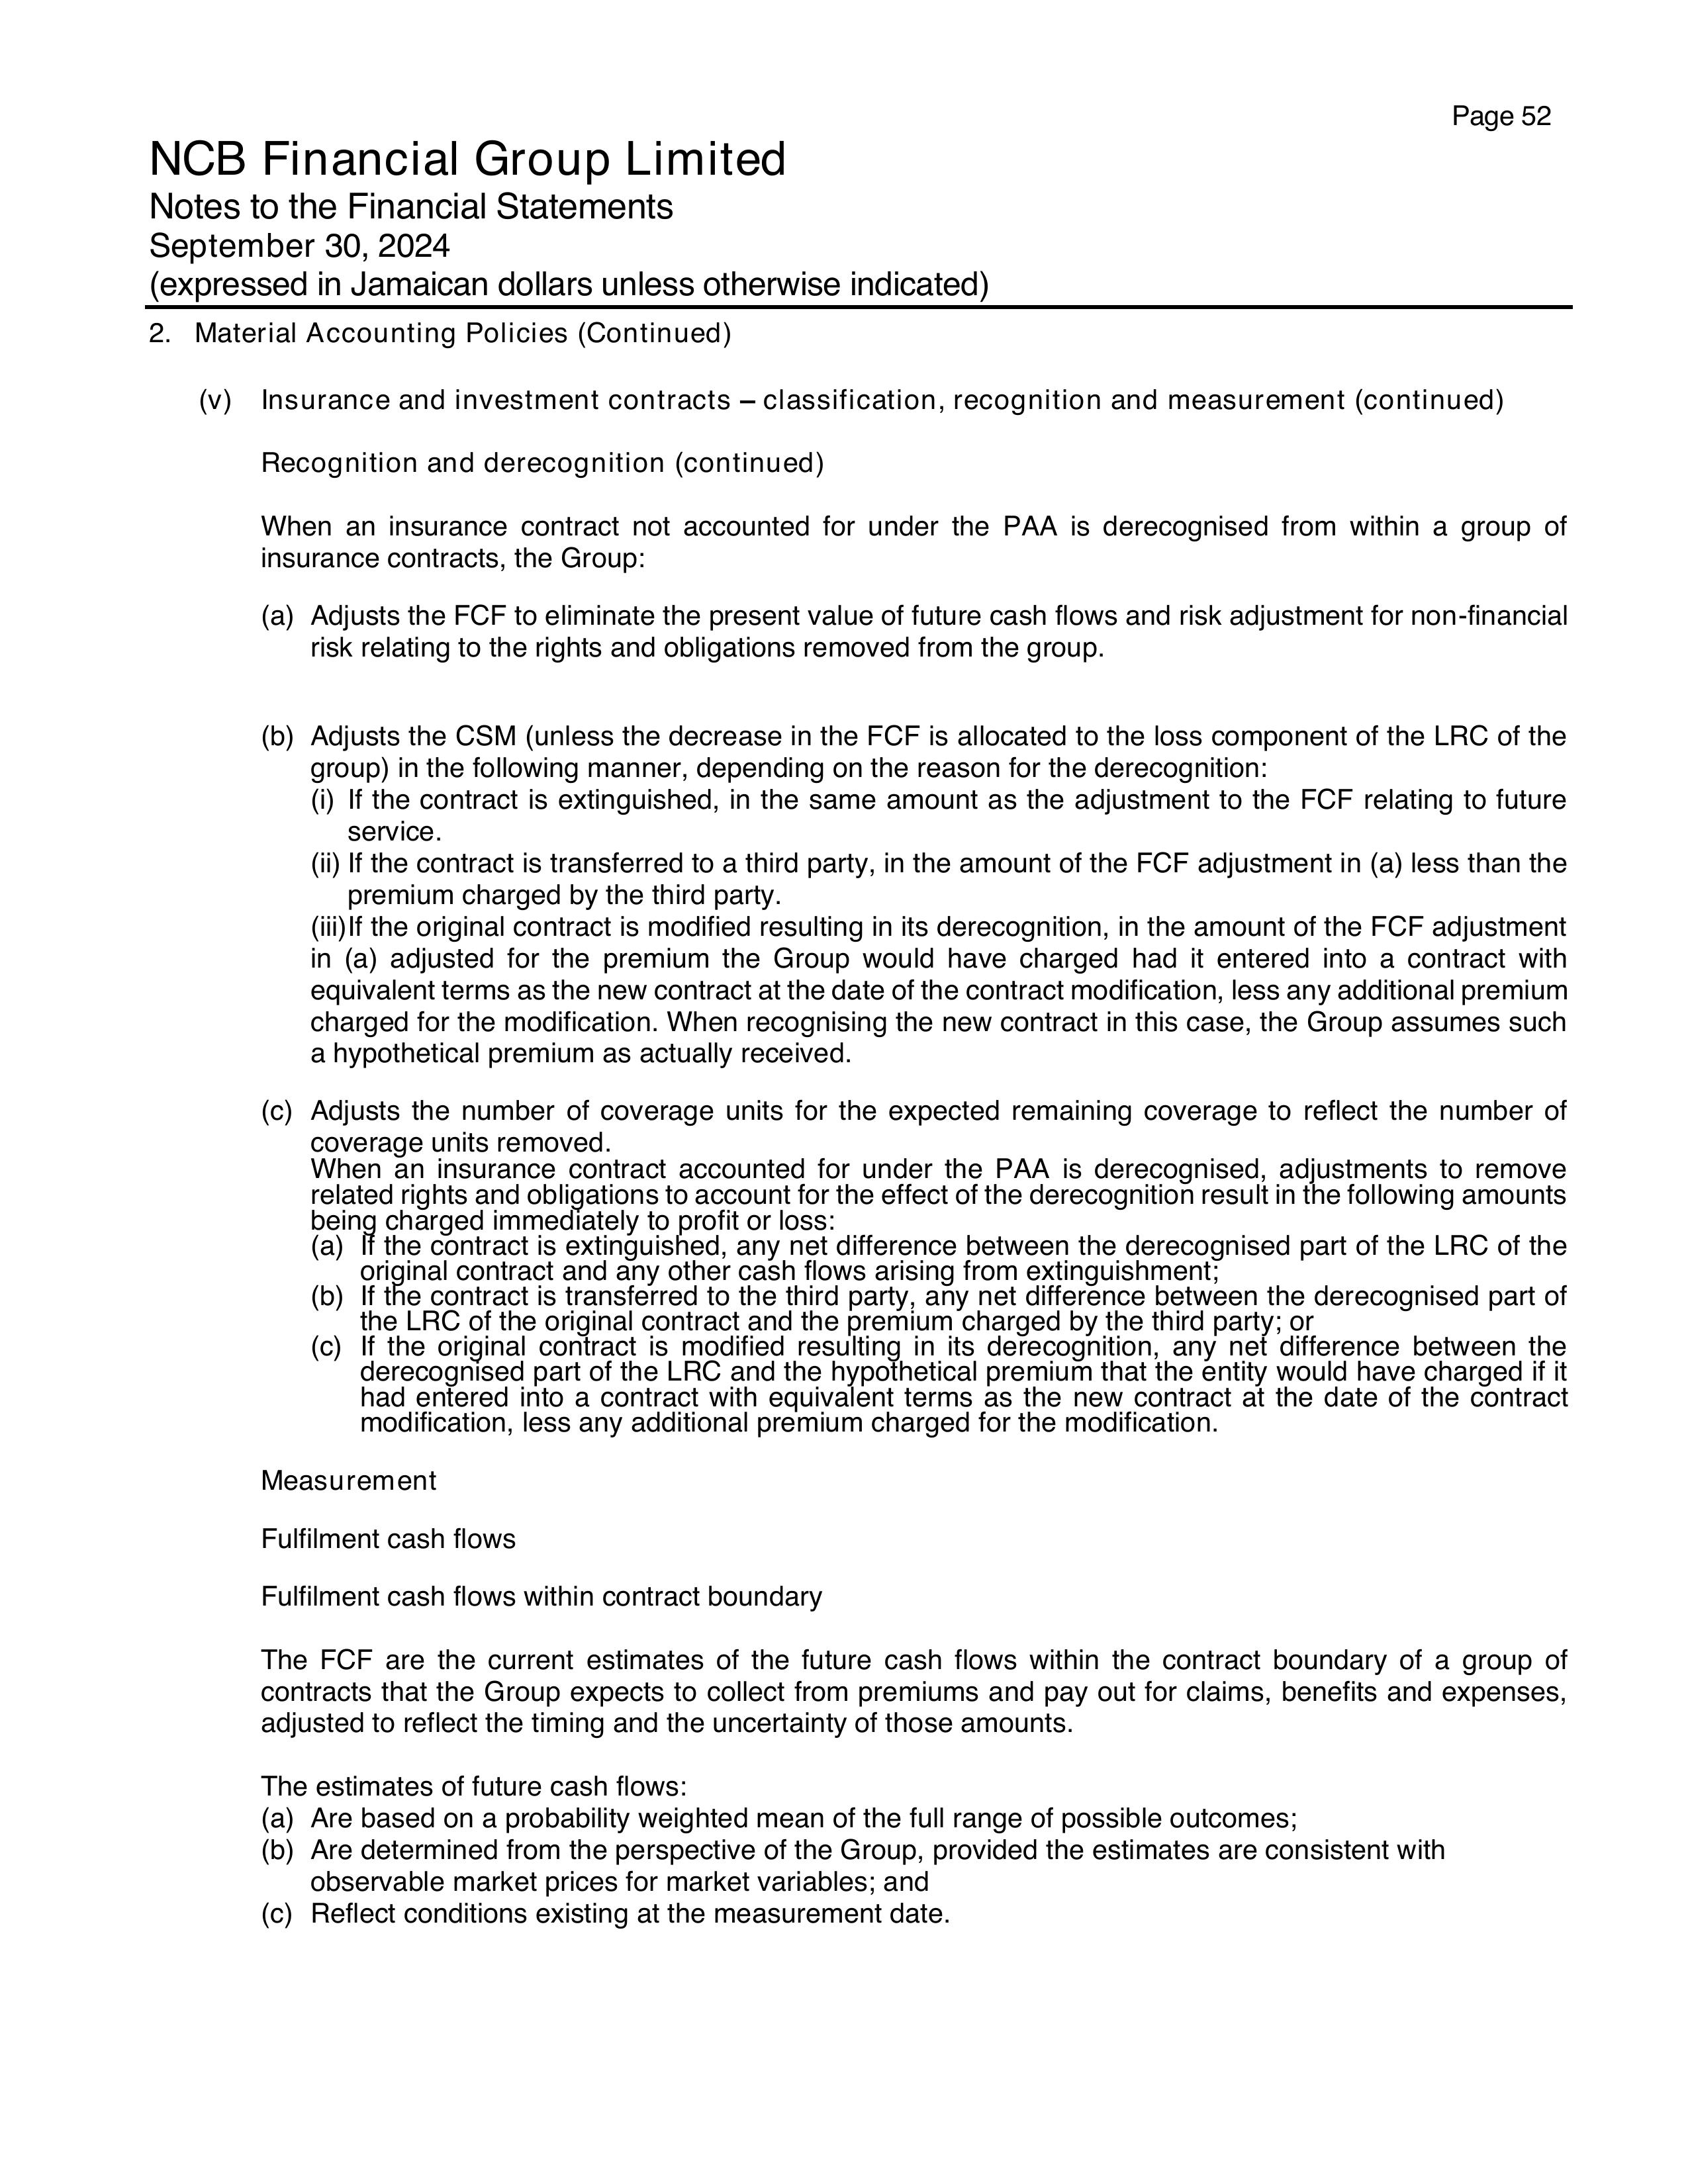 Page 52
NCB Financial Group Limited
Notes to the Financial Statements
September 30, 2024
(expressed in Jamaican dollars unless otherwise indicated)
2. Material Accounting Policies (Continued)
(v) Insurance and investment contracts – classification, recognition and measurement (continued)
Recognition and derecognition (continued)
When an insurance contract not accounted for under the PAA is derecognised from within a group of
insurance contracts, the Group:
(a) Adjusts the FCF to eliminate the present value of future cash flows and risk adjustment for non-financial
risk relating to the rights and obligations removed from the group.
(b) Adjusts the CSM (unless the decrease in the FCF is allocated to the loss component of the LRC of the
group) in the following manner, depending on the reason for the derecognition:
(i) If the contract is extinguished, in the same amount as the adjustment to the FCF relating to future
service.
(ii) If the contract is transferred to a third party, in the amount of the FCF adjustment in (a) less than the
premium charged by the third party.
(iii)If the original contract is modified resulting in its derecognition, in the amount of the FCF adjustment
in (a) adjusted for the premium the Group would have charged had it entered into a contract with
equivalent terms as the new contract at the date of the contract modification, less any additional premium
charged for the modification. When recognising the new contract in this case, the Group assumes such
a hypothetical premium as actually received.
(c) Adjusts the number of coverage units for the expected remaining coverage to reflect the number of
coverage units removed.
When an insurance contract accounted for under the PAA is derecognised, adjustments to remove
related rights and obligations to account for the effect of the derecognition result in the following amounts
being charged immediately to profit or loss:
(a) If the contract is extinguished, any net difference between the derecognised part of the LRC of the
original contract and any other cash flows arising from extinguishment;
(b) If the contract is transferred to the third party, any net difference between the derecognised part of
the LRC of the original contract and the premium charged by the third party; or
(c) If the original contract is modified resulting in its derecognition, any net difference between the
derecognised part of the LRC and the hypothetical premium that the entity would have charged if it
had entered into a contract with equivalent terms as the new contract at the date of the contract
modification, less any additional premium charged for the modification.
Measurement
Fulfilment cash flows
Fulfilment cash flows within contract boundary
The FCF are the current estimates of the future cash flows within the contract boundary of a group of
contracts that the Group expects to collect from premiums and pay out for claims, benefits and expenses,
adjusted to reflect the timing and the uncertainty of those amounts.
The estimates of future cash flows:
(a) Are based on a probability weighted mean of the full range of possible outcomes;
(b) Are determined from the perspective of the Group, provided the estimates are consistent with
observable market prices for market variables; and
(c) Reflect conditions existing at the measurement date.